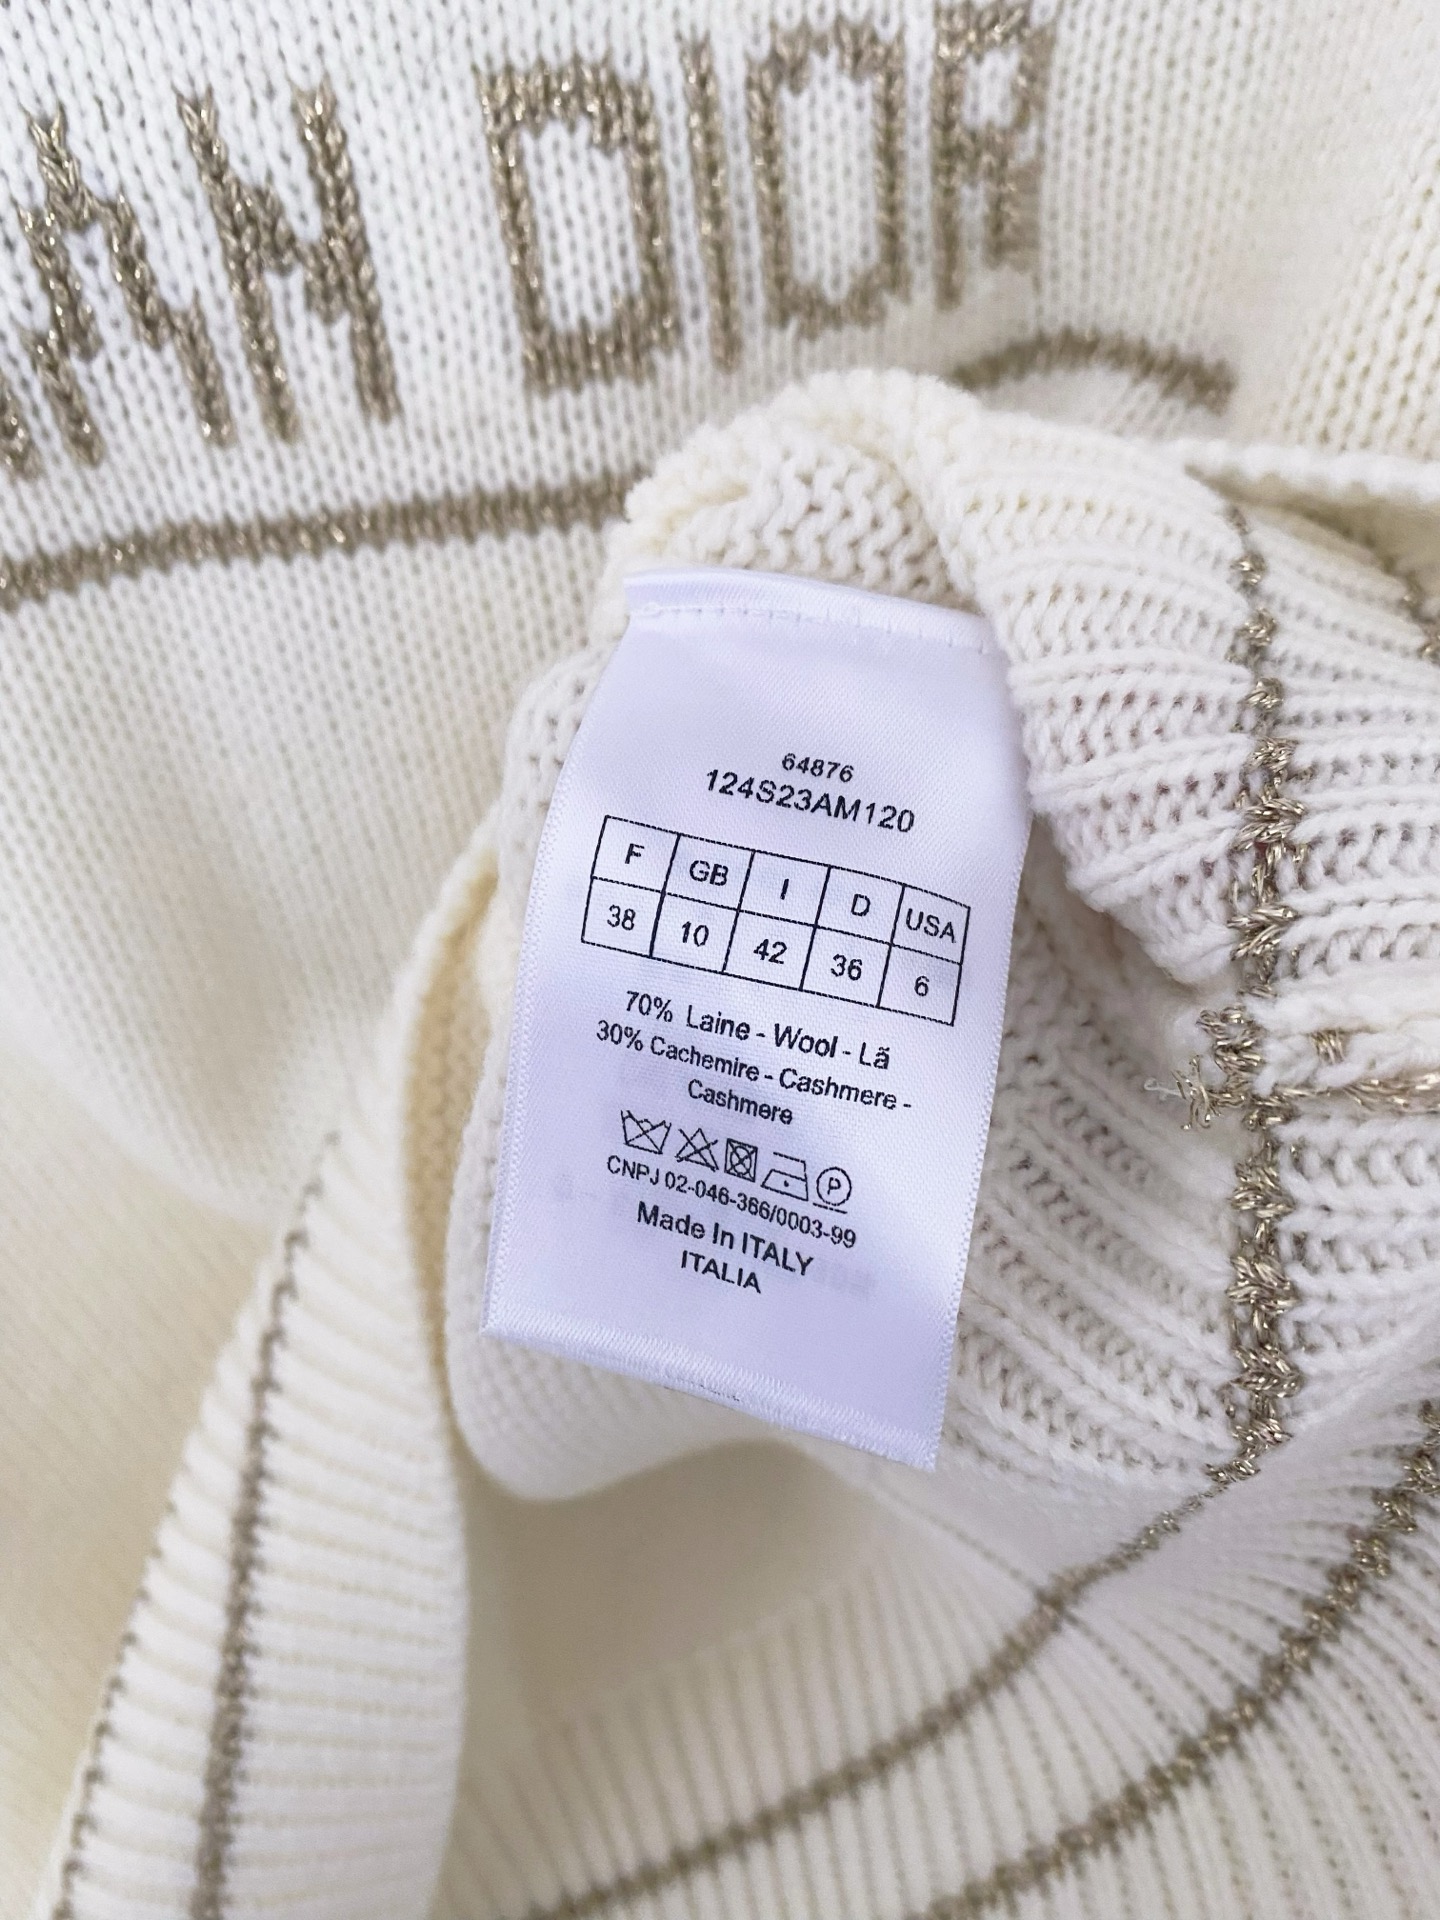 AN DIOR
64876
124S23AM120
F GB I D USA
38 10 42 36 6
70% Laine - Wool - Lã
30% Cachemire - Cashmere -
Cashmere
P
CNPJ 02-046-366/0003-99
Made In ITALY
ITALIA